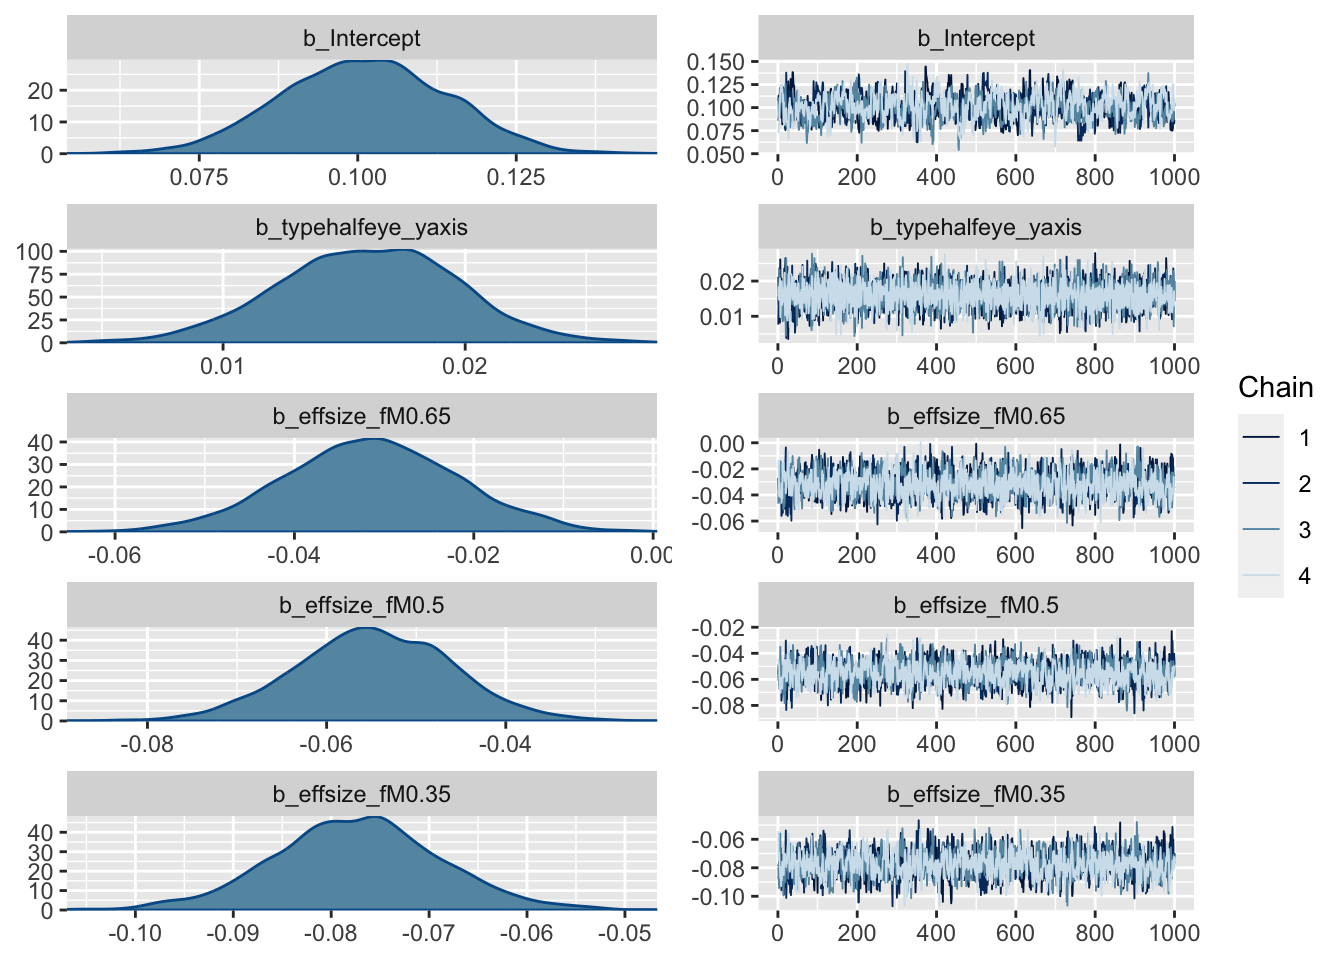 b_Intercept
20
10
0
0.075 0.100 0.125
b_Intercept
0.150
0.125
0.100
0.075
0.050
0 200 400 600 800 1000
b_typehalfeye_yaxis
100
75
50
25
0
0.01 0.02
b_typehalfeye_yaxis
0.02
0.01
0 200 400 600 800 1000
b_effsize_fM0.65
40
30
20
10
0
-0.06 -0.04 -0.02 0.00
b_effsize_fM0.65
0.00
-0.02
-0.04
-0.06
0 200 400 600 800 1000
b_effsize_fM0.5
40
30
20
10
0
-0.08 -0.06 -0.04
b_effsize_fM0.5
-0.02
-0.04
-0.06
-0.08
0 200 400 600 800 1000
b_effsize_fM0.35
40
30
20
10
0
-0.10 -0.09 -0.08 -0.07 -0.06 -0.05
b_effsize_fM0.35
-0.06
-0.08
-0.10
0 200 400 600 800 1000
Chain
1
2
3
4